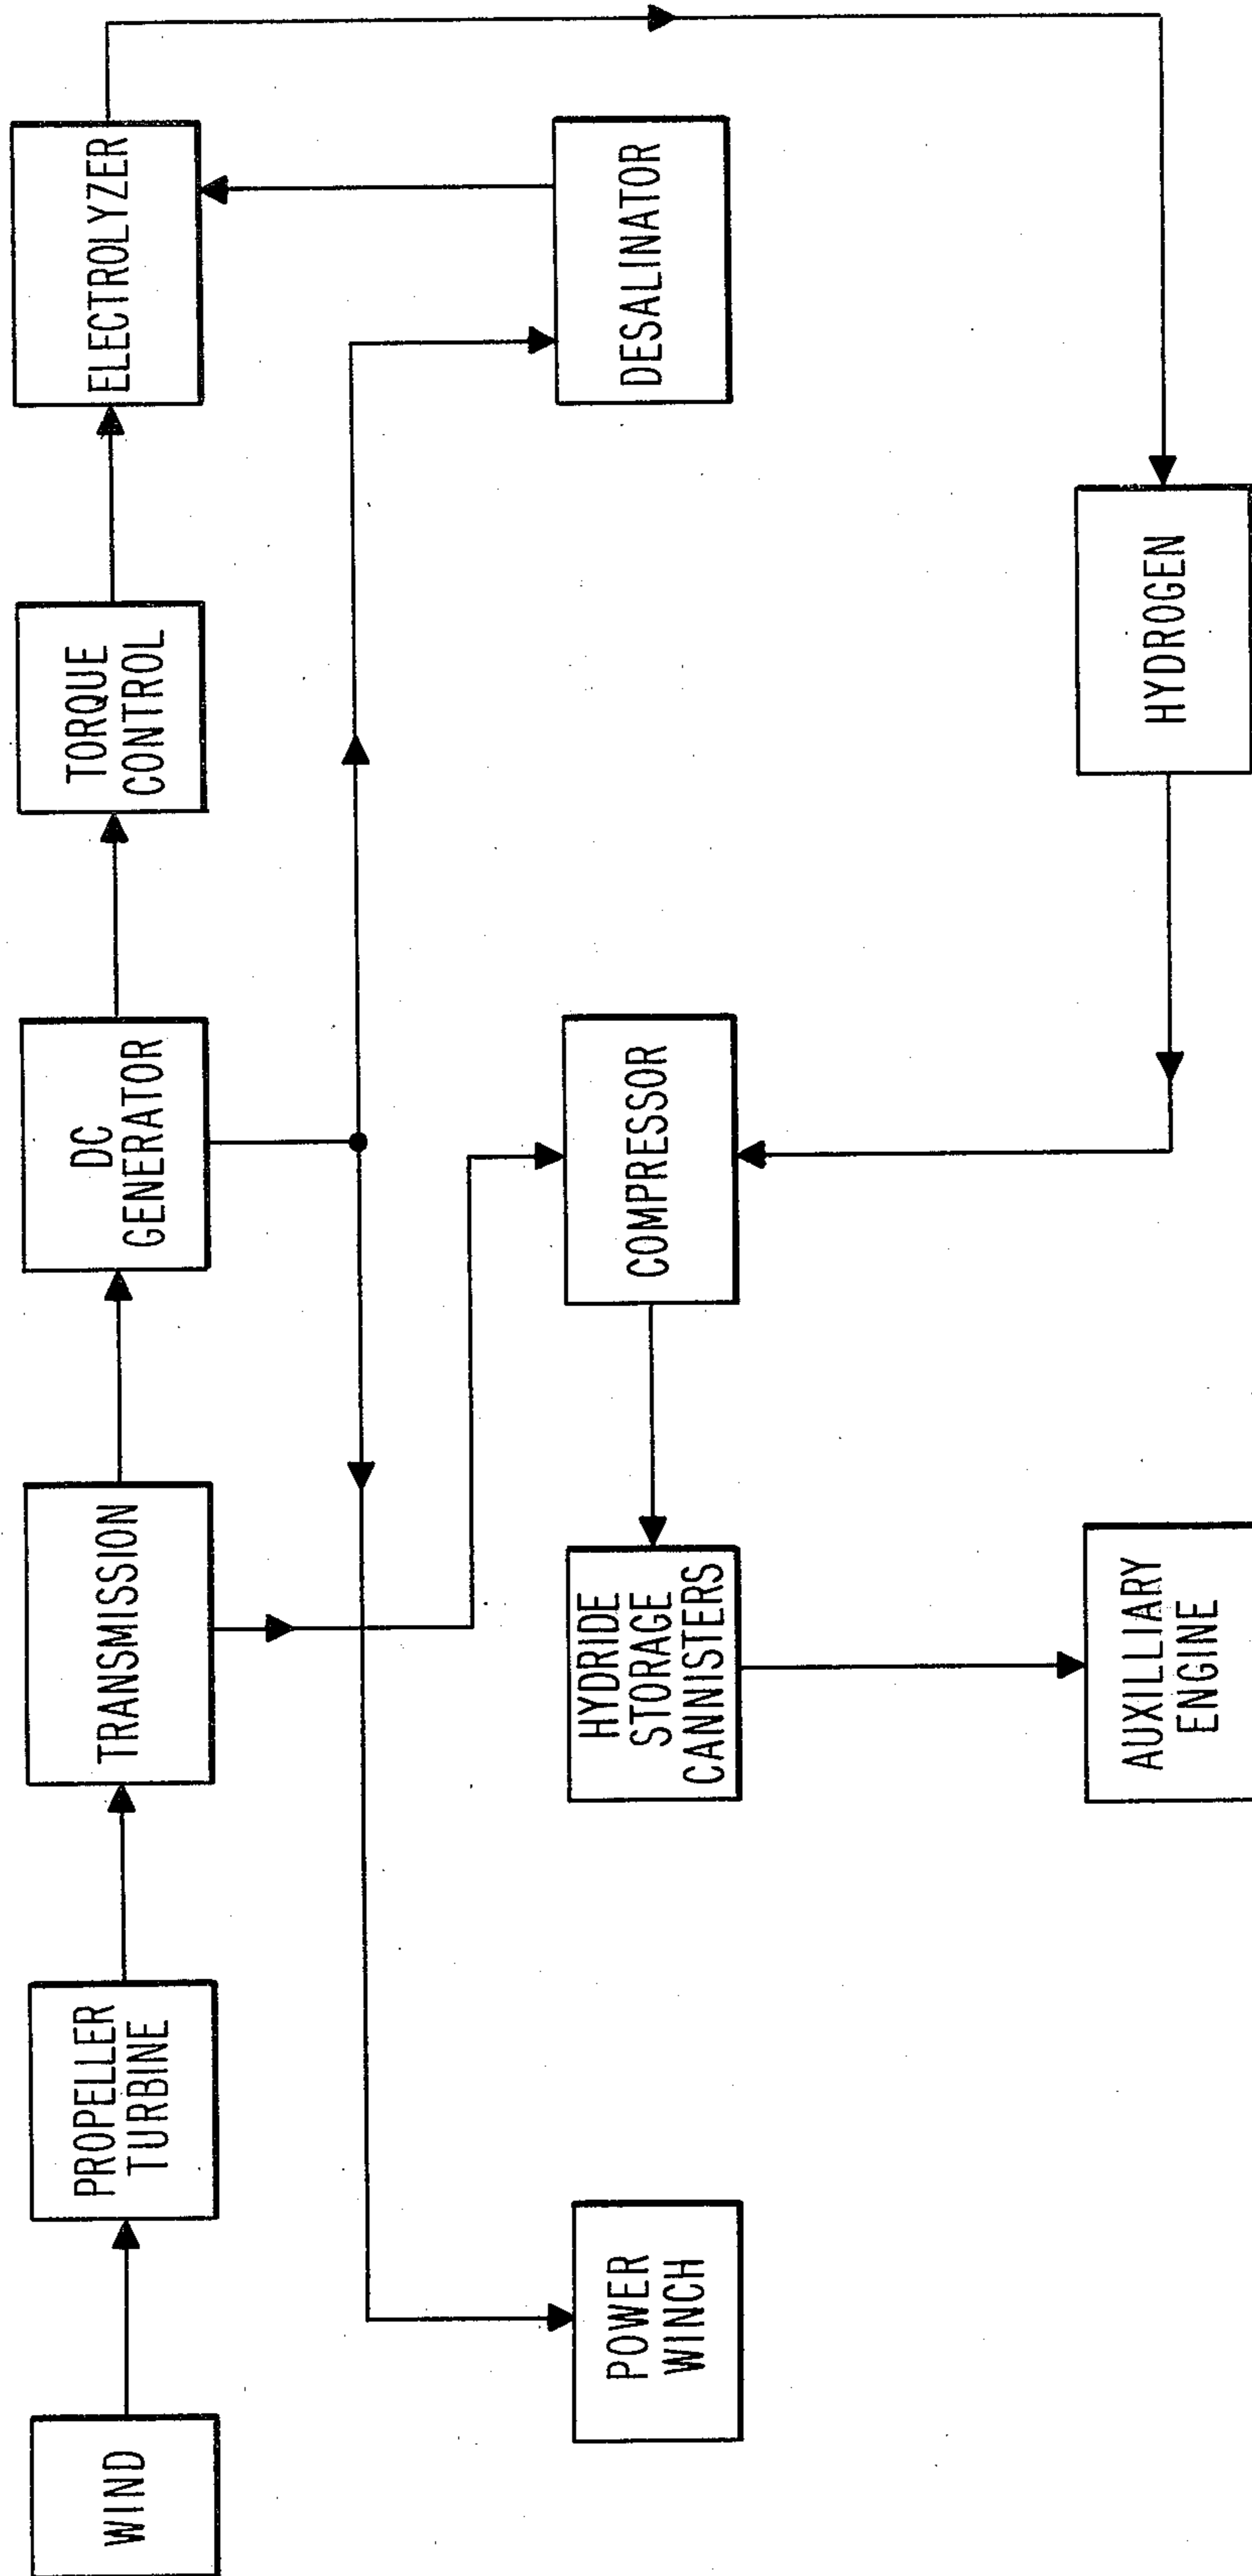 WIND
PROPELLER
TURBINE
TRANSMISSION
DC
GENERATOR
TORQUE
CONTROL
ELECTROLYZER
POWER
WINCH
HYDRIDE
STORAGE
CANNISTERS
COMPRESSOR
DESALINATOR
AUXILLIARY
ENGINE
HYDROGEN